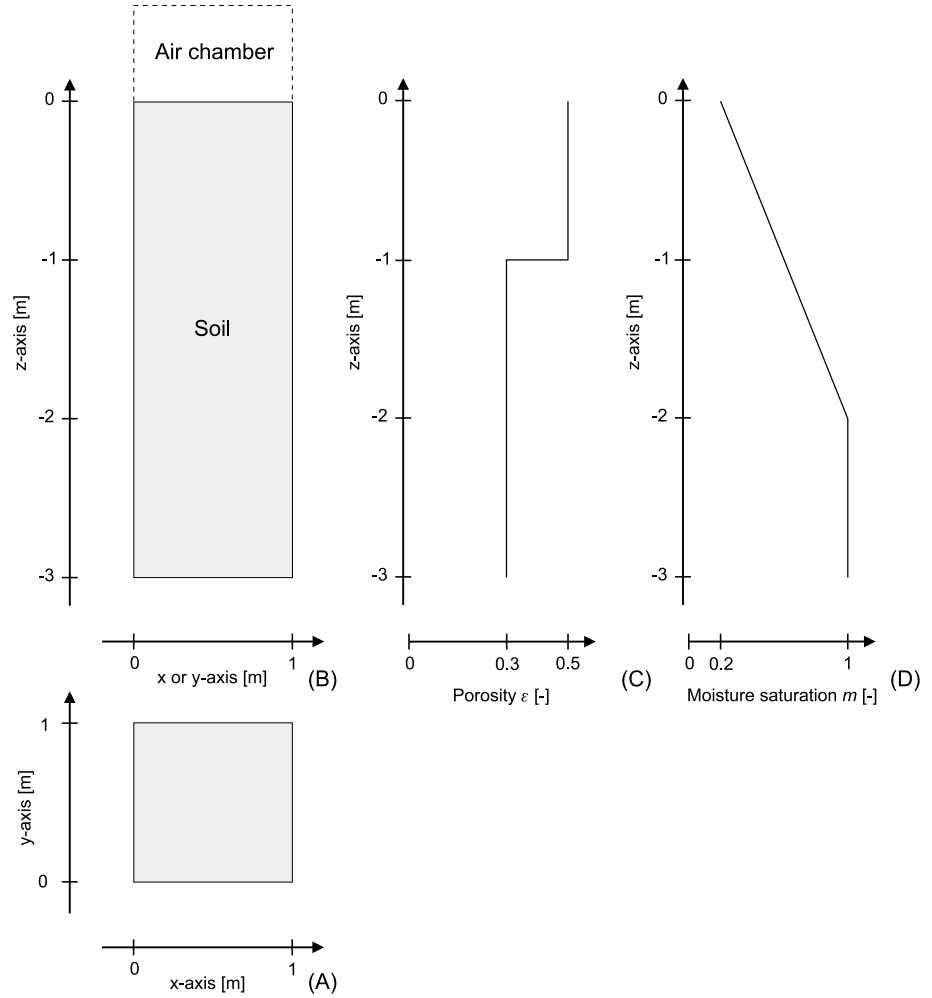 Air chamber
0
-1
-2
-3
z-axis [m]
Soil
0
1
x or y-axis [m]
(B)
0
-1
-2
-3
z-axis [m]
0
0.3
0.5
Porosity ε [-]
(C)
0
-1
-2
-3
z-axis [m]
0
0.2
1
Moisture saturation m [-]
(D)
1
0
y-axis [m]
0
1
x-axis [m]
(A)